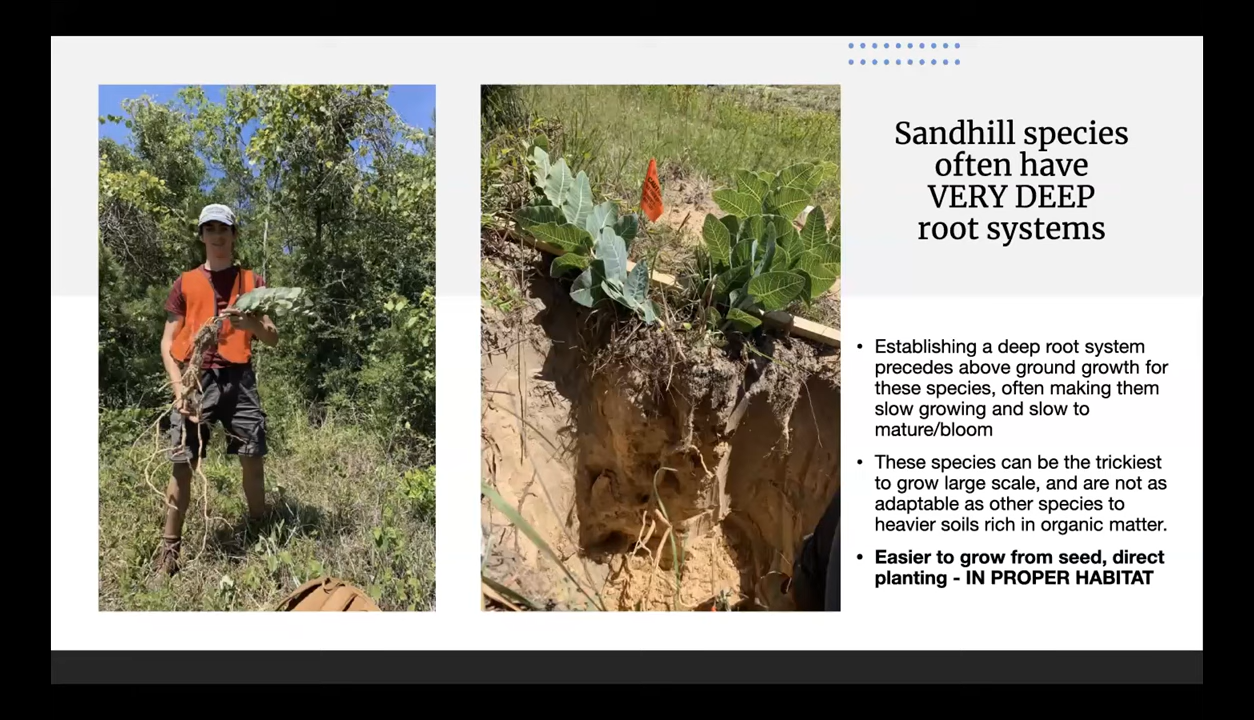 Sandhill species
often have
VERY DEEP
root systems
• Establishing a deep root system
precedes above ground growth for
these species, often making them
slow growing and slow to
mature/bloom
• These species can be the trickiest
to grow large scale, and are not as
adaptable as other species to
heavier soils rich in organic matter.
• Easier to grow from seed, direct
planting - IN PROPER HABITAT